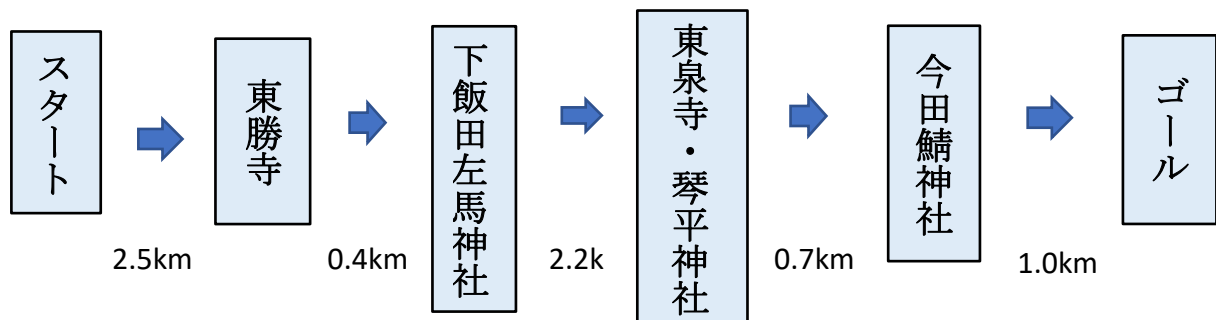 スタート
東勝寺
下飯田左馬神社
東泉寺・琴平神社
今田鯖神社
ゴール
2.5km
0.4km
2.2k
0.7km
1.0km